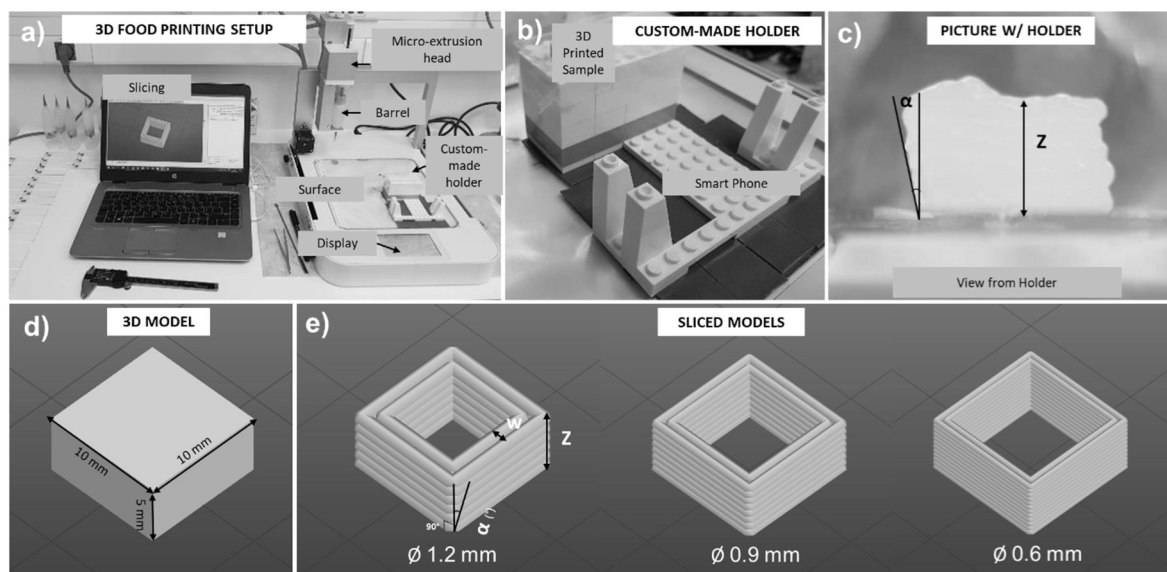 a)
3D FOOD PRINTING SETUP
Micro-extrusion
head
Slicing
Barrel
Custom-
made
holder
Surface
Display
b)
CUSTOM-MADE HOLDER
3D
Printed
Sample
Smart Phone
c)
PICTURE W/ HOLDER
α
Z
View from Holder
d)
3D MODEL
10 mm
10 mm
5 mm
e)
SLICED MODELS
W
Z
90°
α (°)
Ø 1.2 mm
Ø 0.9 mm
Ø 0.6 mm